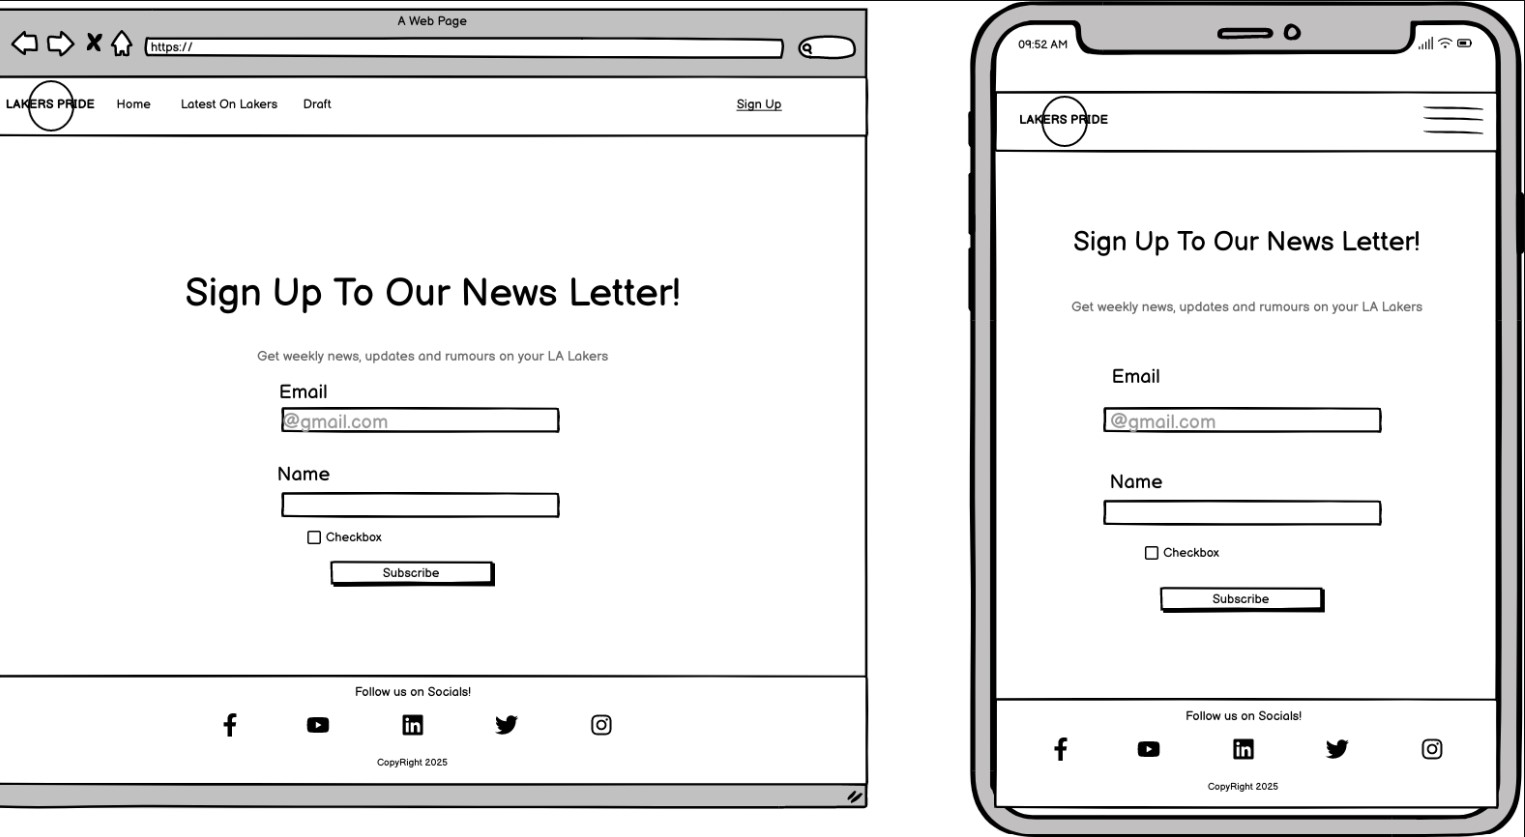 A Web Page
https://
LAKERS PRIDE Home Latest On Lakers Draft Sign Up
Sign Up To Our News Letter!
Get weekly news, updates and rumours on your LA Lakers
Email
@gmail.com
Name
Checkbox
Subscribe
Follow us on Socials!
CopyRight 2025
09:52 AM
LAKERS PRIDE
Sign Up To Our News Letter!
Get weekly news, updates and rumours on your LA Lakers
Email
@gmail.com
Name
Checkbox
Subscribe
Follow us on Socials!
CopyRight 2025